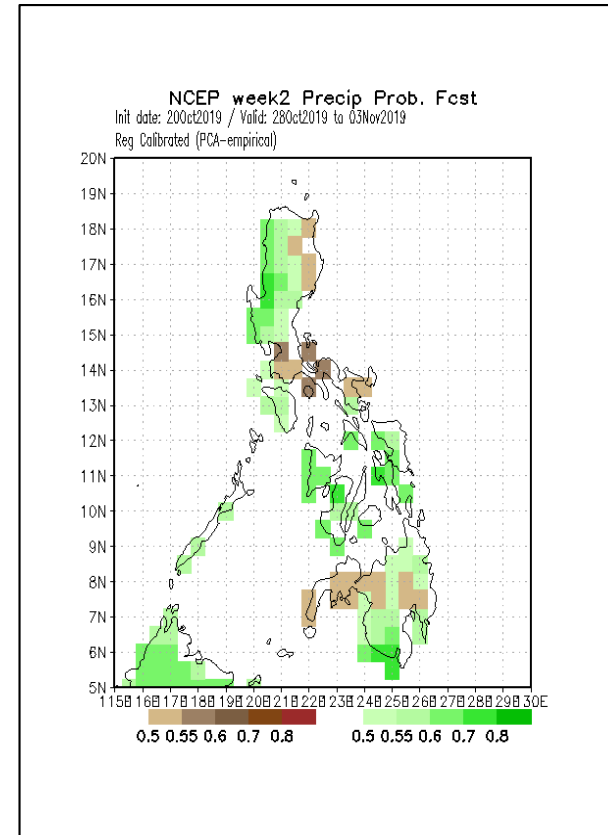 NCEP week2 Precip Prob. Fcst
Init date: 20Oct2019 / Valid: 28Oct2019 to 03Nov2019
Reg Calibrated (PCA-empirical)
20N
19N
18N
17N
16N
15N
14N
13N
12N
11N
10N
9N
8N
7N
6N
5N
0.5 0.55 0.6 0.7 0.8 0.5 0.55 0.6 0.7 0.8